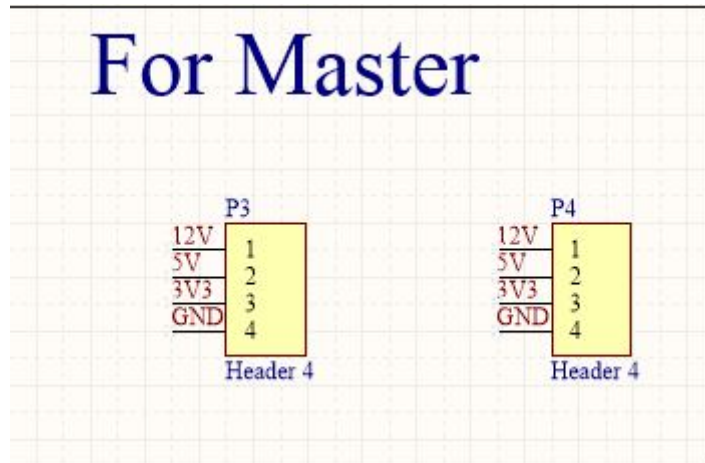 For Master
P3
12V 1
5V 2
3V3 3
GND 4
Header 4
P4
12V 1
5V 2
3V3 3
GND 4
Header 4